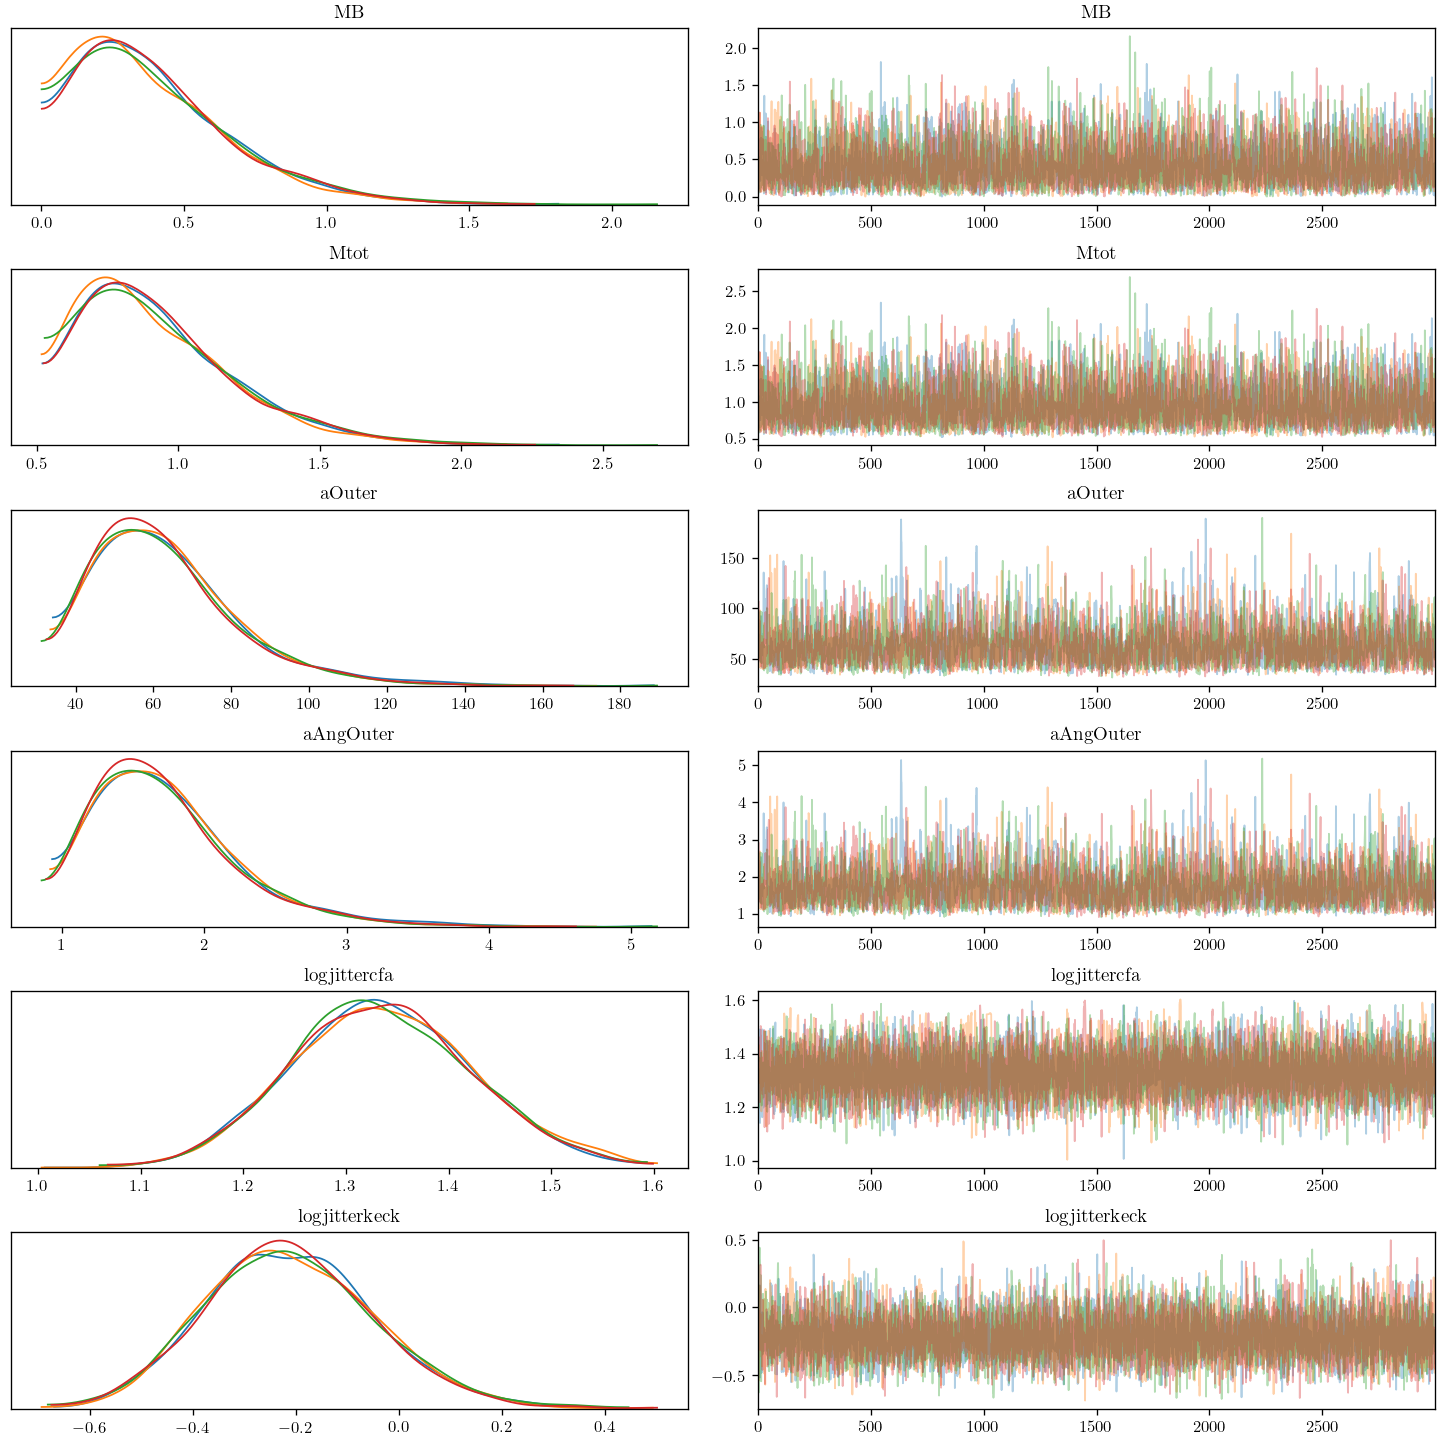 MB MB
2.0
1.5
1.0
0.5
0.0
0.0 0.5 1.0 1.5 2.0 0 500 1000 1500 2000 2500
Mtot Mtot
2.5
2.0
1.5
1.0
0.5
0.5 1.0 1.5 2.0 2.5 0 500 1000 1500 2000 2500
aOuter aOuter
150
100
50
40 60 80 100 120 140 160 180 0 500 1000 1500 2000 2500
aAngOuter aAngOuter
5
4
3
2
1
1 2 3 4 5 0 500 1000 1500 2000 2500
logjittercfa logjittercfa
1.6
1.4
1.2
1.0
1.0 1.1 1.2 1.3 1.4 1.5 1.6 0 500 1000 1500 2000 2500
logjitterkeck logjitterkeck
0.5
0.0
−0.5
−0.6 −0.4 −0.2 0.0 0.2 0.4 0 500 1000 1500 2000 2500